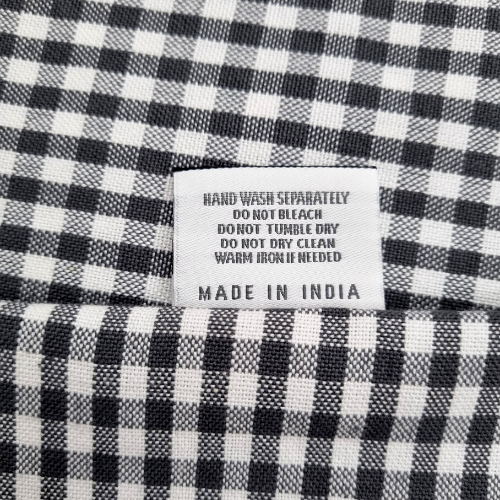 HAND WASH SEPARATELY
DO NOT BLEACH
DO NOT TUMBLE DRY
DO NOT DRY CLEAN
WARM IRON IF NEEDED
MADE IN INDIA